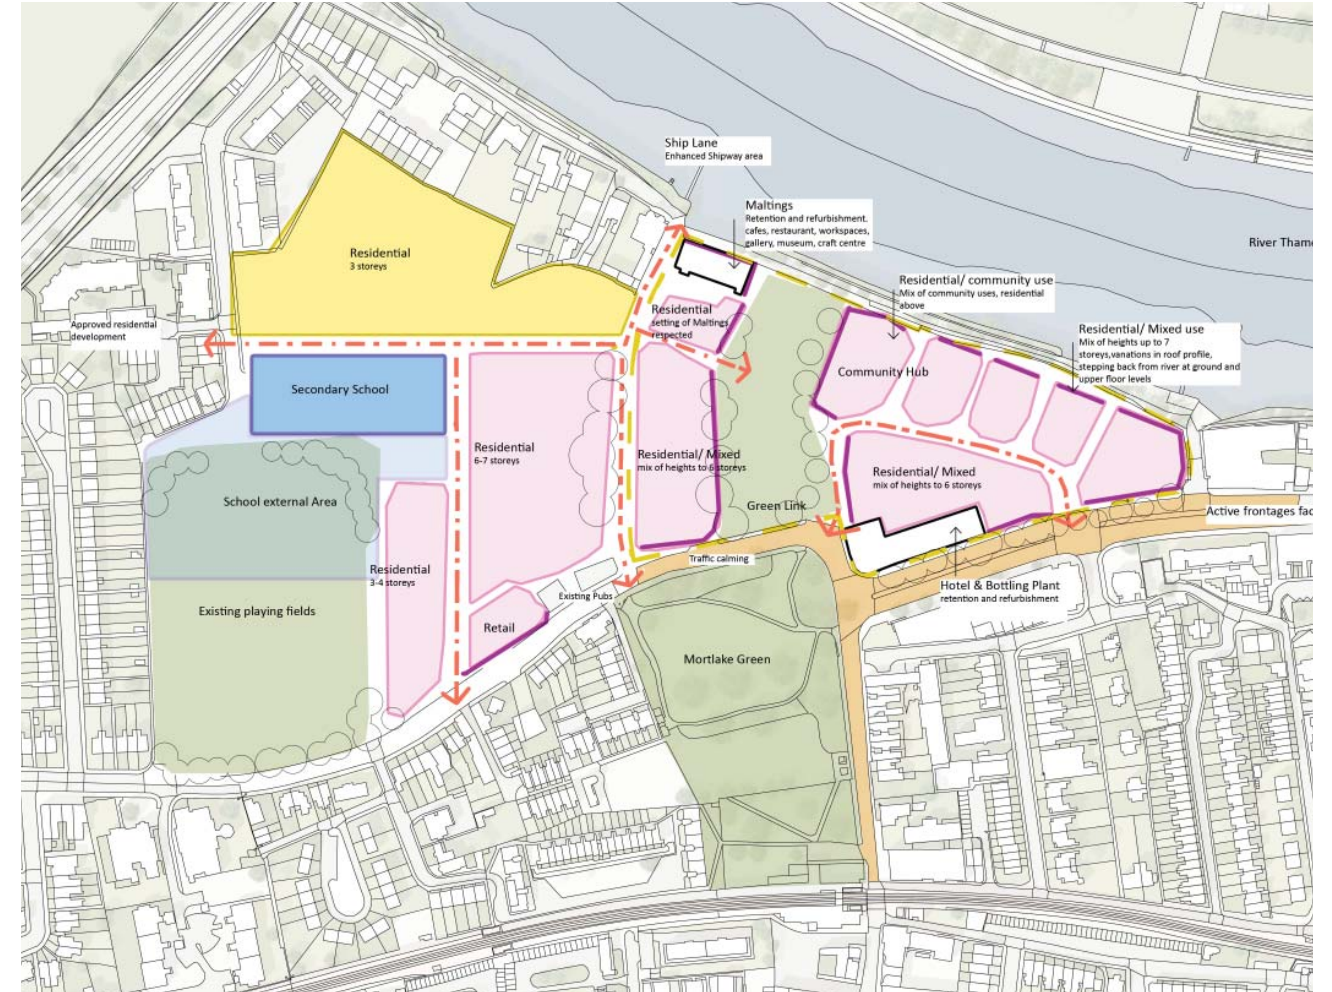 Ship Lane
Enhanced Shipway area
Maltings
Retention and refurbishment.
cafes, restaurant, workspaces,
gallery, museum, craft centre
River Tham
Residential
3 storeys
Residential/ community use
Mix of community uses, residential
above
Residential
setting of Maltings
respected
Approved residential
development
Residential/ Mixed use
Mix of heights up to 7
storeys,vanations in roof profile,
stepping back from river at ground and
upper floor levels
Community Hub
Secondary School
Residential
6-7 storeys
Residential/ Mixed
mix of heights to 6 storeys
Residential/ Mixed
mix of heights to 6 storeys
School external Area
Green Link
Active frontages fac
Traffic calming
Residential
3-4 storeys
Existing Pubs
Hotel & Bottling Plant
retention and refurbishment
Existing playing fields
Retail
Mortlake Green